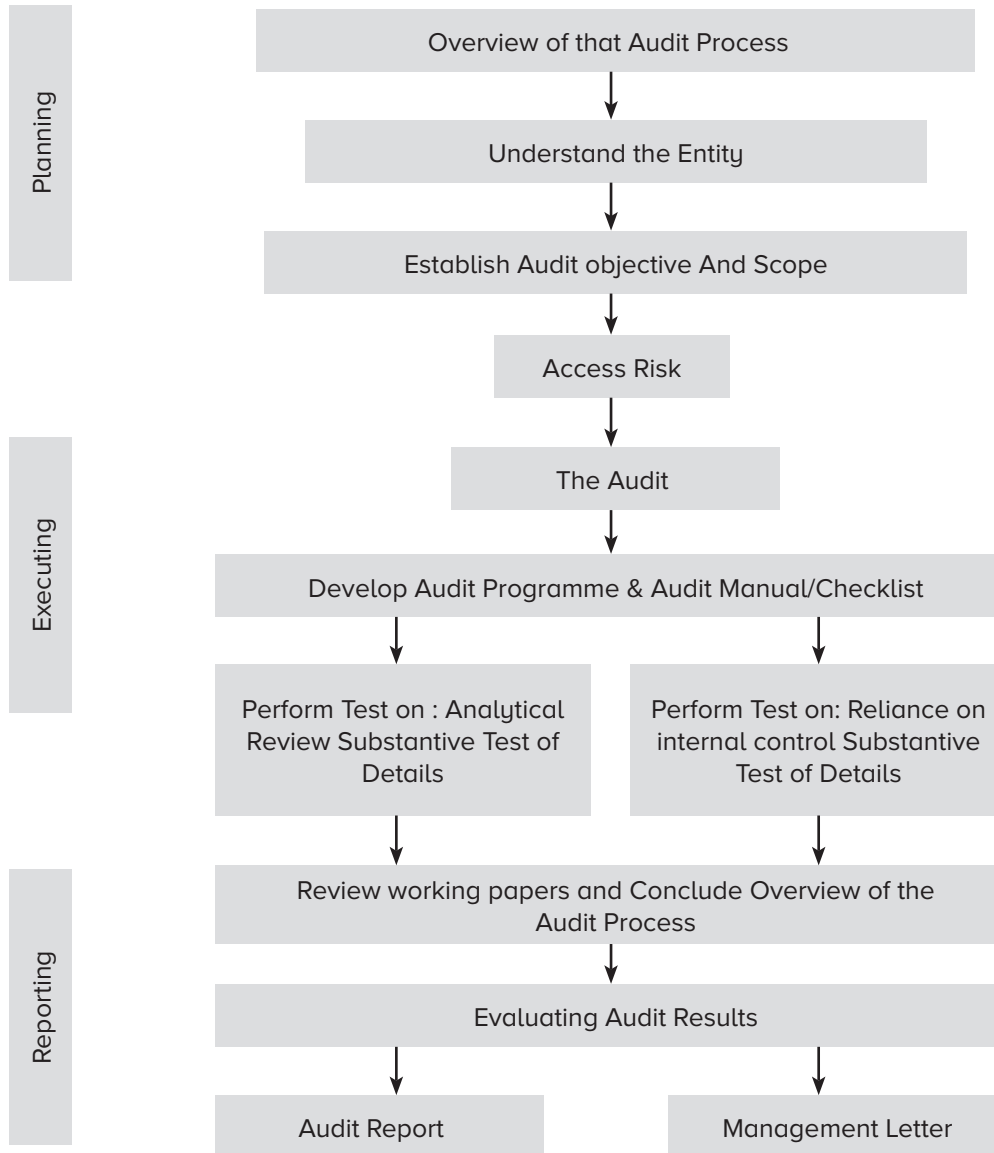 Planning
Overview of that Audit Process
Understand the Entity
Establish Audit objective And Scope
Access Risk
Executing
The Audit
Develop Audit Programme & Audit Manual/Checklist
Perform Test on : Analytical
Review Substantive Test of
Details
Perform Test on: Reliance on
internal control Substantive
Test of Details
Reporting
Review working papers and Conclude Overview of the
Audit Process
Evaluating Audit Results
Audit Report
Management Letter